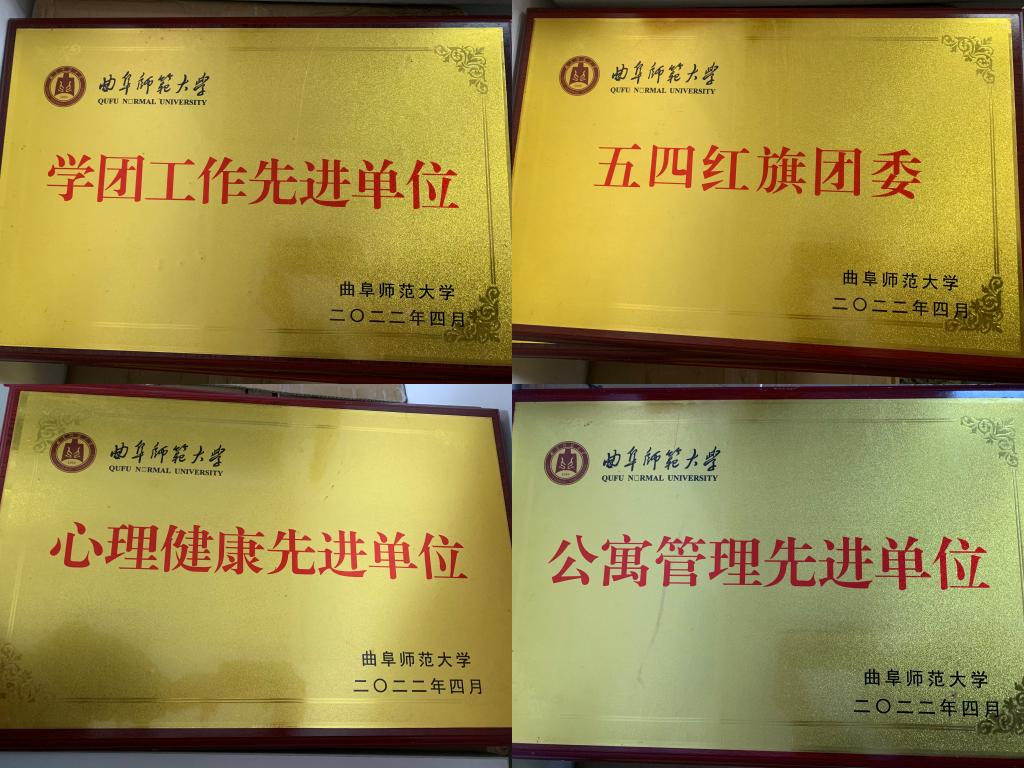 曲阜师范大学
QUFU N□RMAL UNIVERSITY
学团工作先进单位
曲阜师范大学
二〇二二年四月
曲阜师范大学
QUFU N□RMAL UNIVERSITY
五四红旗团委
曲阜师范大学
二〇二二年四月
曲阜师范大学
QUFU N□RMAL UNIVERSITY
心理健康先进单位
曲阜师范大学
二〇二二年四月
曲阜师范大学
QUFU N□RMAL UNIVERSITY
公寓管理先进单位
曲阜师范大学
二〇二二年四月